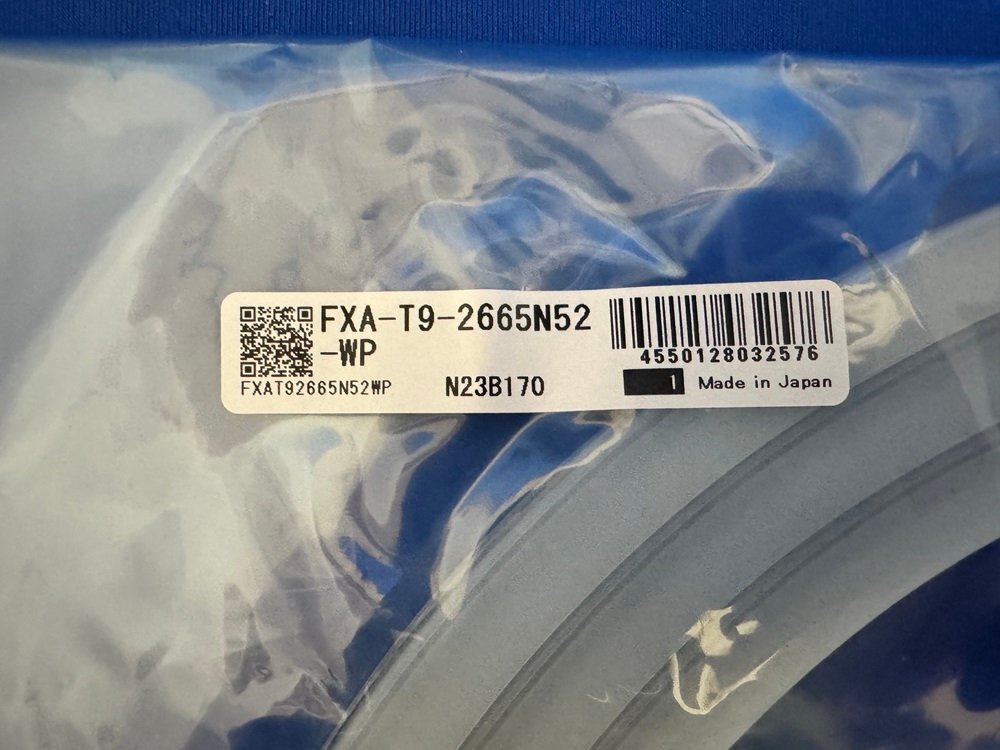 FXA-T9-2665N52
-WP
FXAT92665N52WP
N23B170
4550128032576
1
Made in Japan